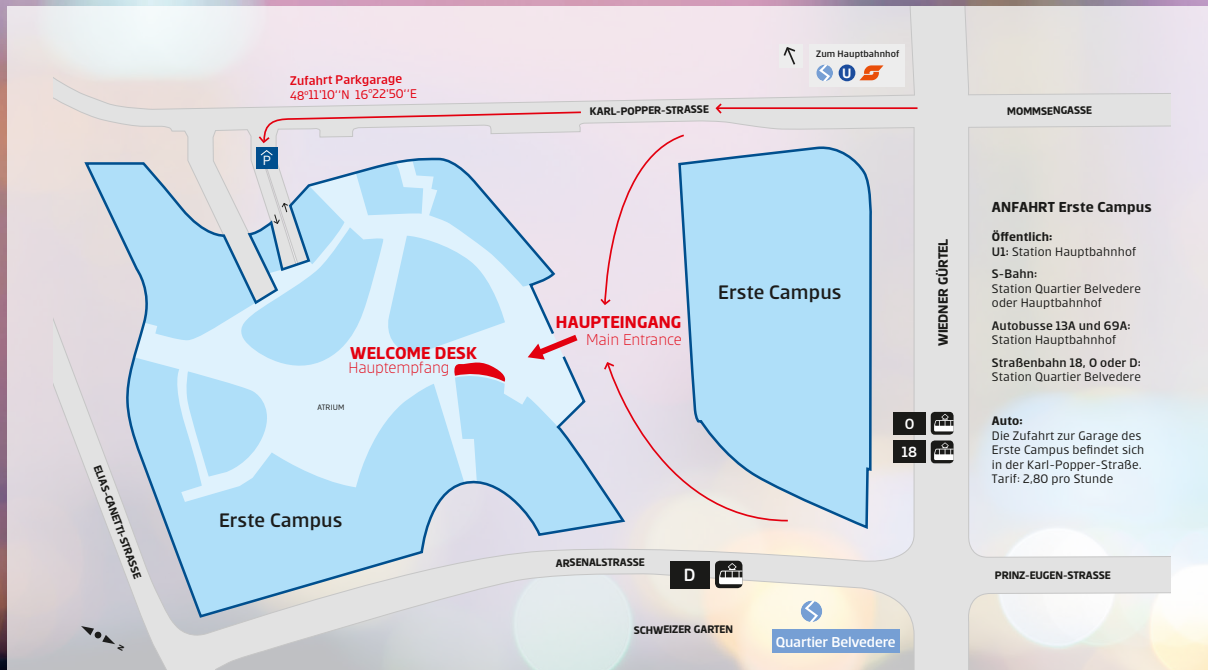 Zum Hauptbahnhof
S U S
Zufahrt Parkgarage
48°11'10''N 16°22'50''E
KARL-POPPER-STRASSE
MOMMSENGASSE
P
ANFAHRT Erste Campus
Öffentlich:
U1: Station Hauptbahnhof
S-Bahn:
Station Quartier Belvedere
oder Hauptbahnhof
Autobusse 13A und 69A:
Station Hauptbahnhof
Straßenbahn 18, O oder D:
Station Quartier Belvedere
Auto:
Die Zufahrt zur Garage des
Erste Campus befindet sich
in der Karl-Popper-Straße.
Tarif: 2,80 pro Stunde
WIEDNER GÜRTEL
Erste Campus
HAUPTEINGANG
Main Entrance
WELCOME DESK
Hauptempfang
ATRIUM
O
18
ELIAS-CANETTI-STRASSE
Erste Campus
ARSENALSTRASSE
D
PRINZ-EUGEN-STRASSE
S
SCHWEIZER GARTEN
Quartier Belvedere
N